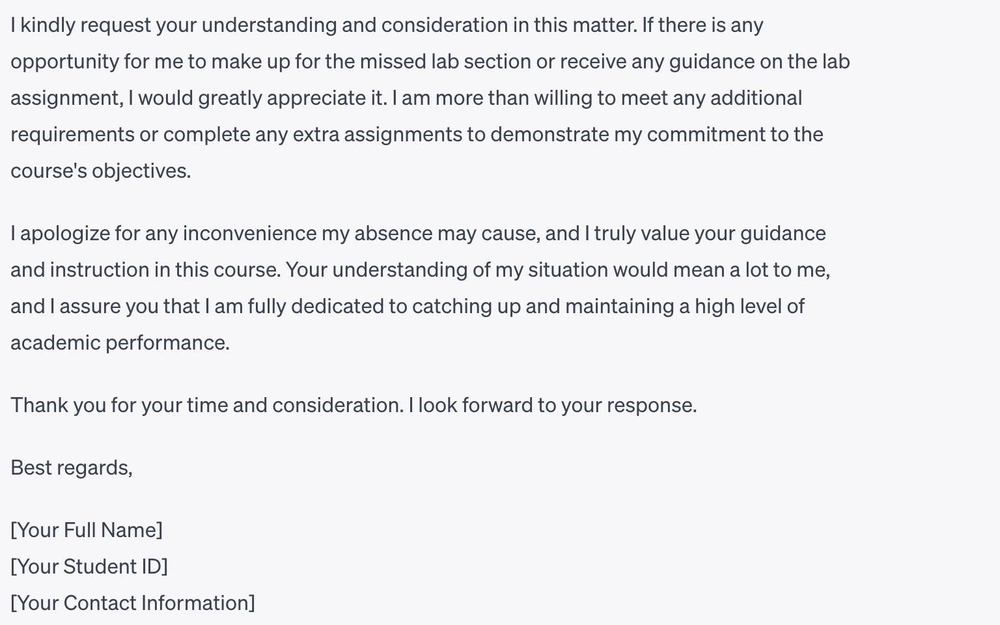 I kindly request your understanding and consideration in this matter. If there is any
opportunity for me to make up for the missed lab section or receive any guidance on the lab
assignment, I would greatly appreciate it. I am more than willing to meet any additional
requirements or complete any extra assignments to demonstrate my commitment to the
course's objectives.
I apologize for any inconvenience my absence may cause, and I truly value your guidance
and instruction in this course. Your understanding of my situation would mean a lot to me,
and I assure you that I am fully dedicated to catching up and maintaining a high level of
academic performance.
Thank you for your time and consideration. I look forward to your response.
Best regards,
[Your Full Name]
[Your Student ID]
[Your Contact Information]